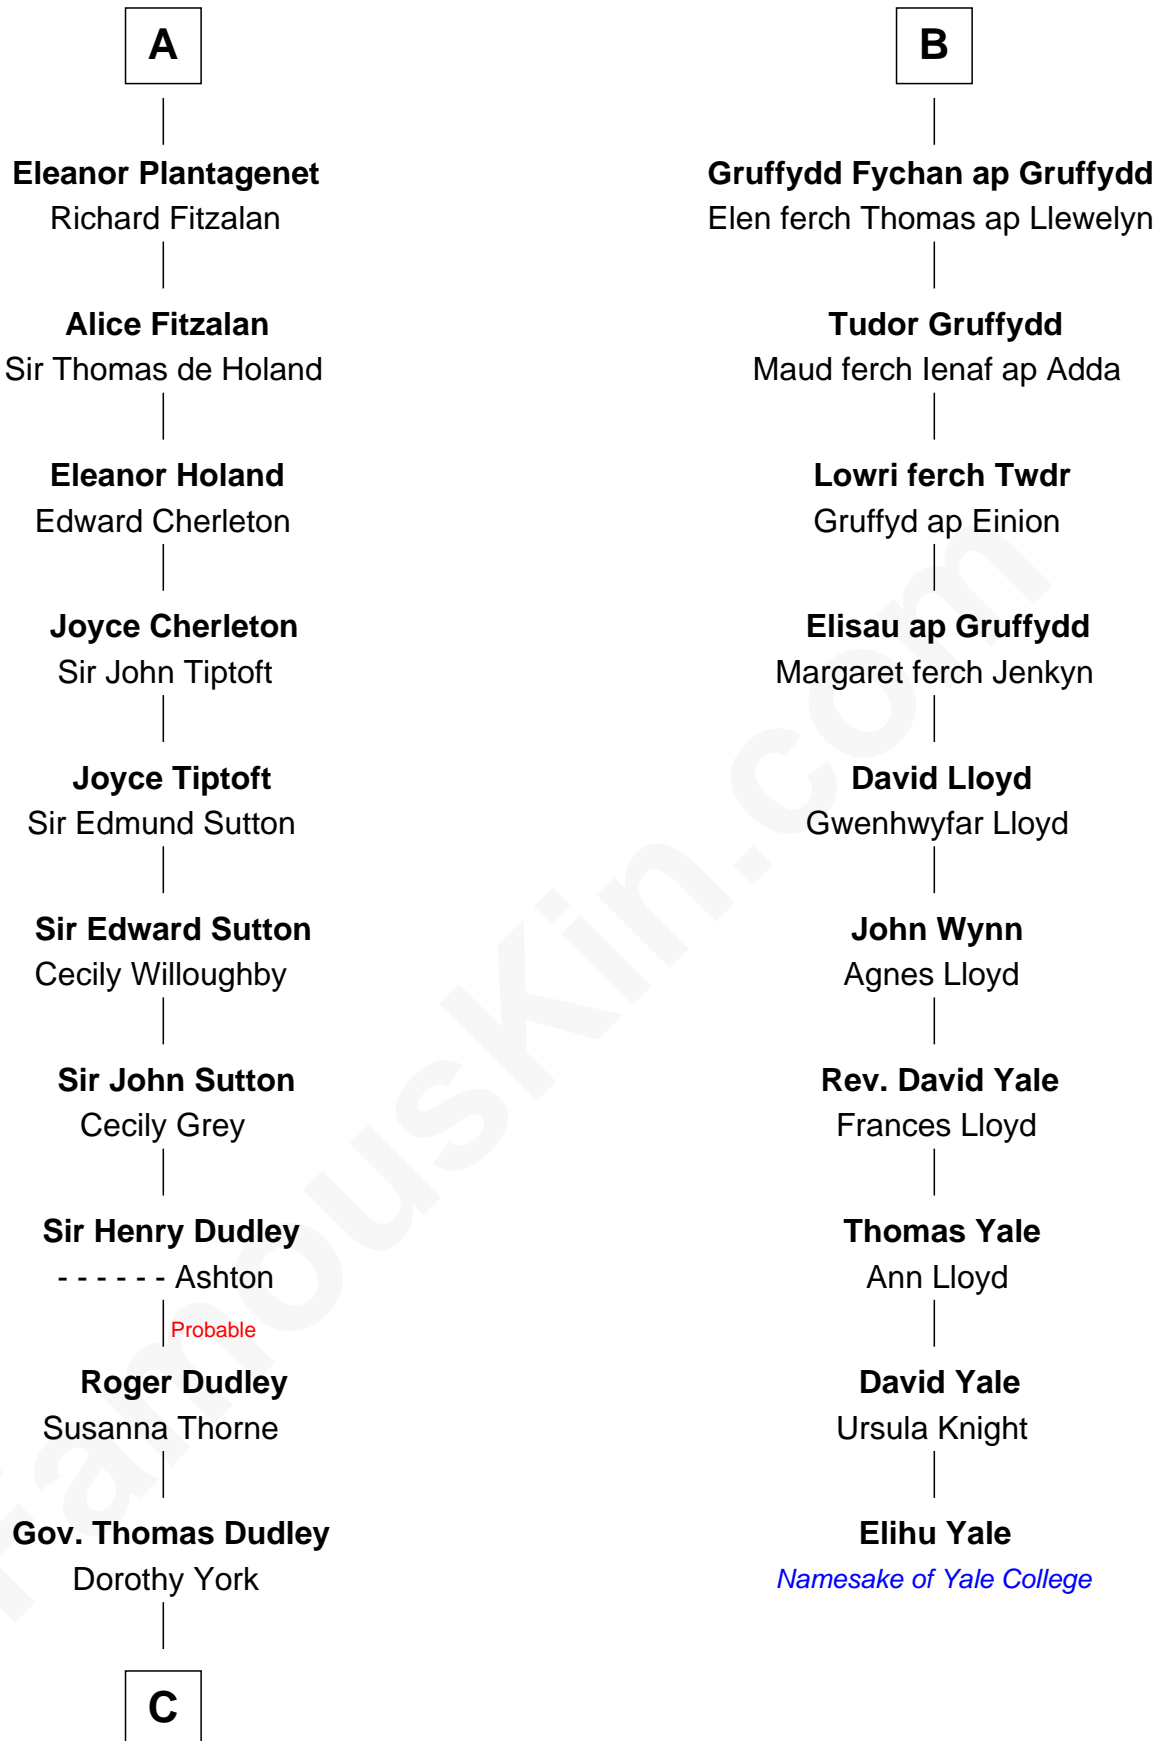 A
Eleanor Plantagenet
Richard Fitzalan
Alice Fitzalan
Sir Thomas de Holand
Eleanor Holand
Edward Cherleton
Joyce Cherleton
Sir John Tiptoft
Joyce Tiptoft
Sir Edmund Sutton
Sir Edward Sutton
Cecily Willoughby
Sir John Sutton
Cecily Grey
Sir Henry Dudley
- - - - - - Ashton
Probable
Roger Dudley
Susanna Thorne
Gov. Thomas Dudley
Dorothy York
C
B
Gruffydd Fychan ap Gruffydd
Elen ferch Thomas ap Llewelyn
Tudor Gruffydd
Maud ferch Ienaf ap Adda
Lowri ferch Twdr
Gruffyd ap Einion
Elisau ap Gruffydd
Margaret ferch Jenkyn
David Lloyd
Gwenhwyfar Lloyd
John Wynn
Agnes Lloyd
Rev. David Yale
Frances Lloyd
Thomas Yale
Ann Lloyd
David Yale
Ursula Knight
Elihu Yale
Namesake of Yale College
FamousKin.com